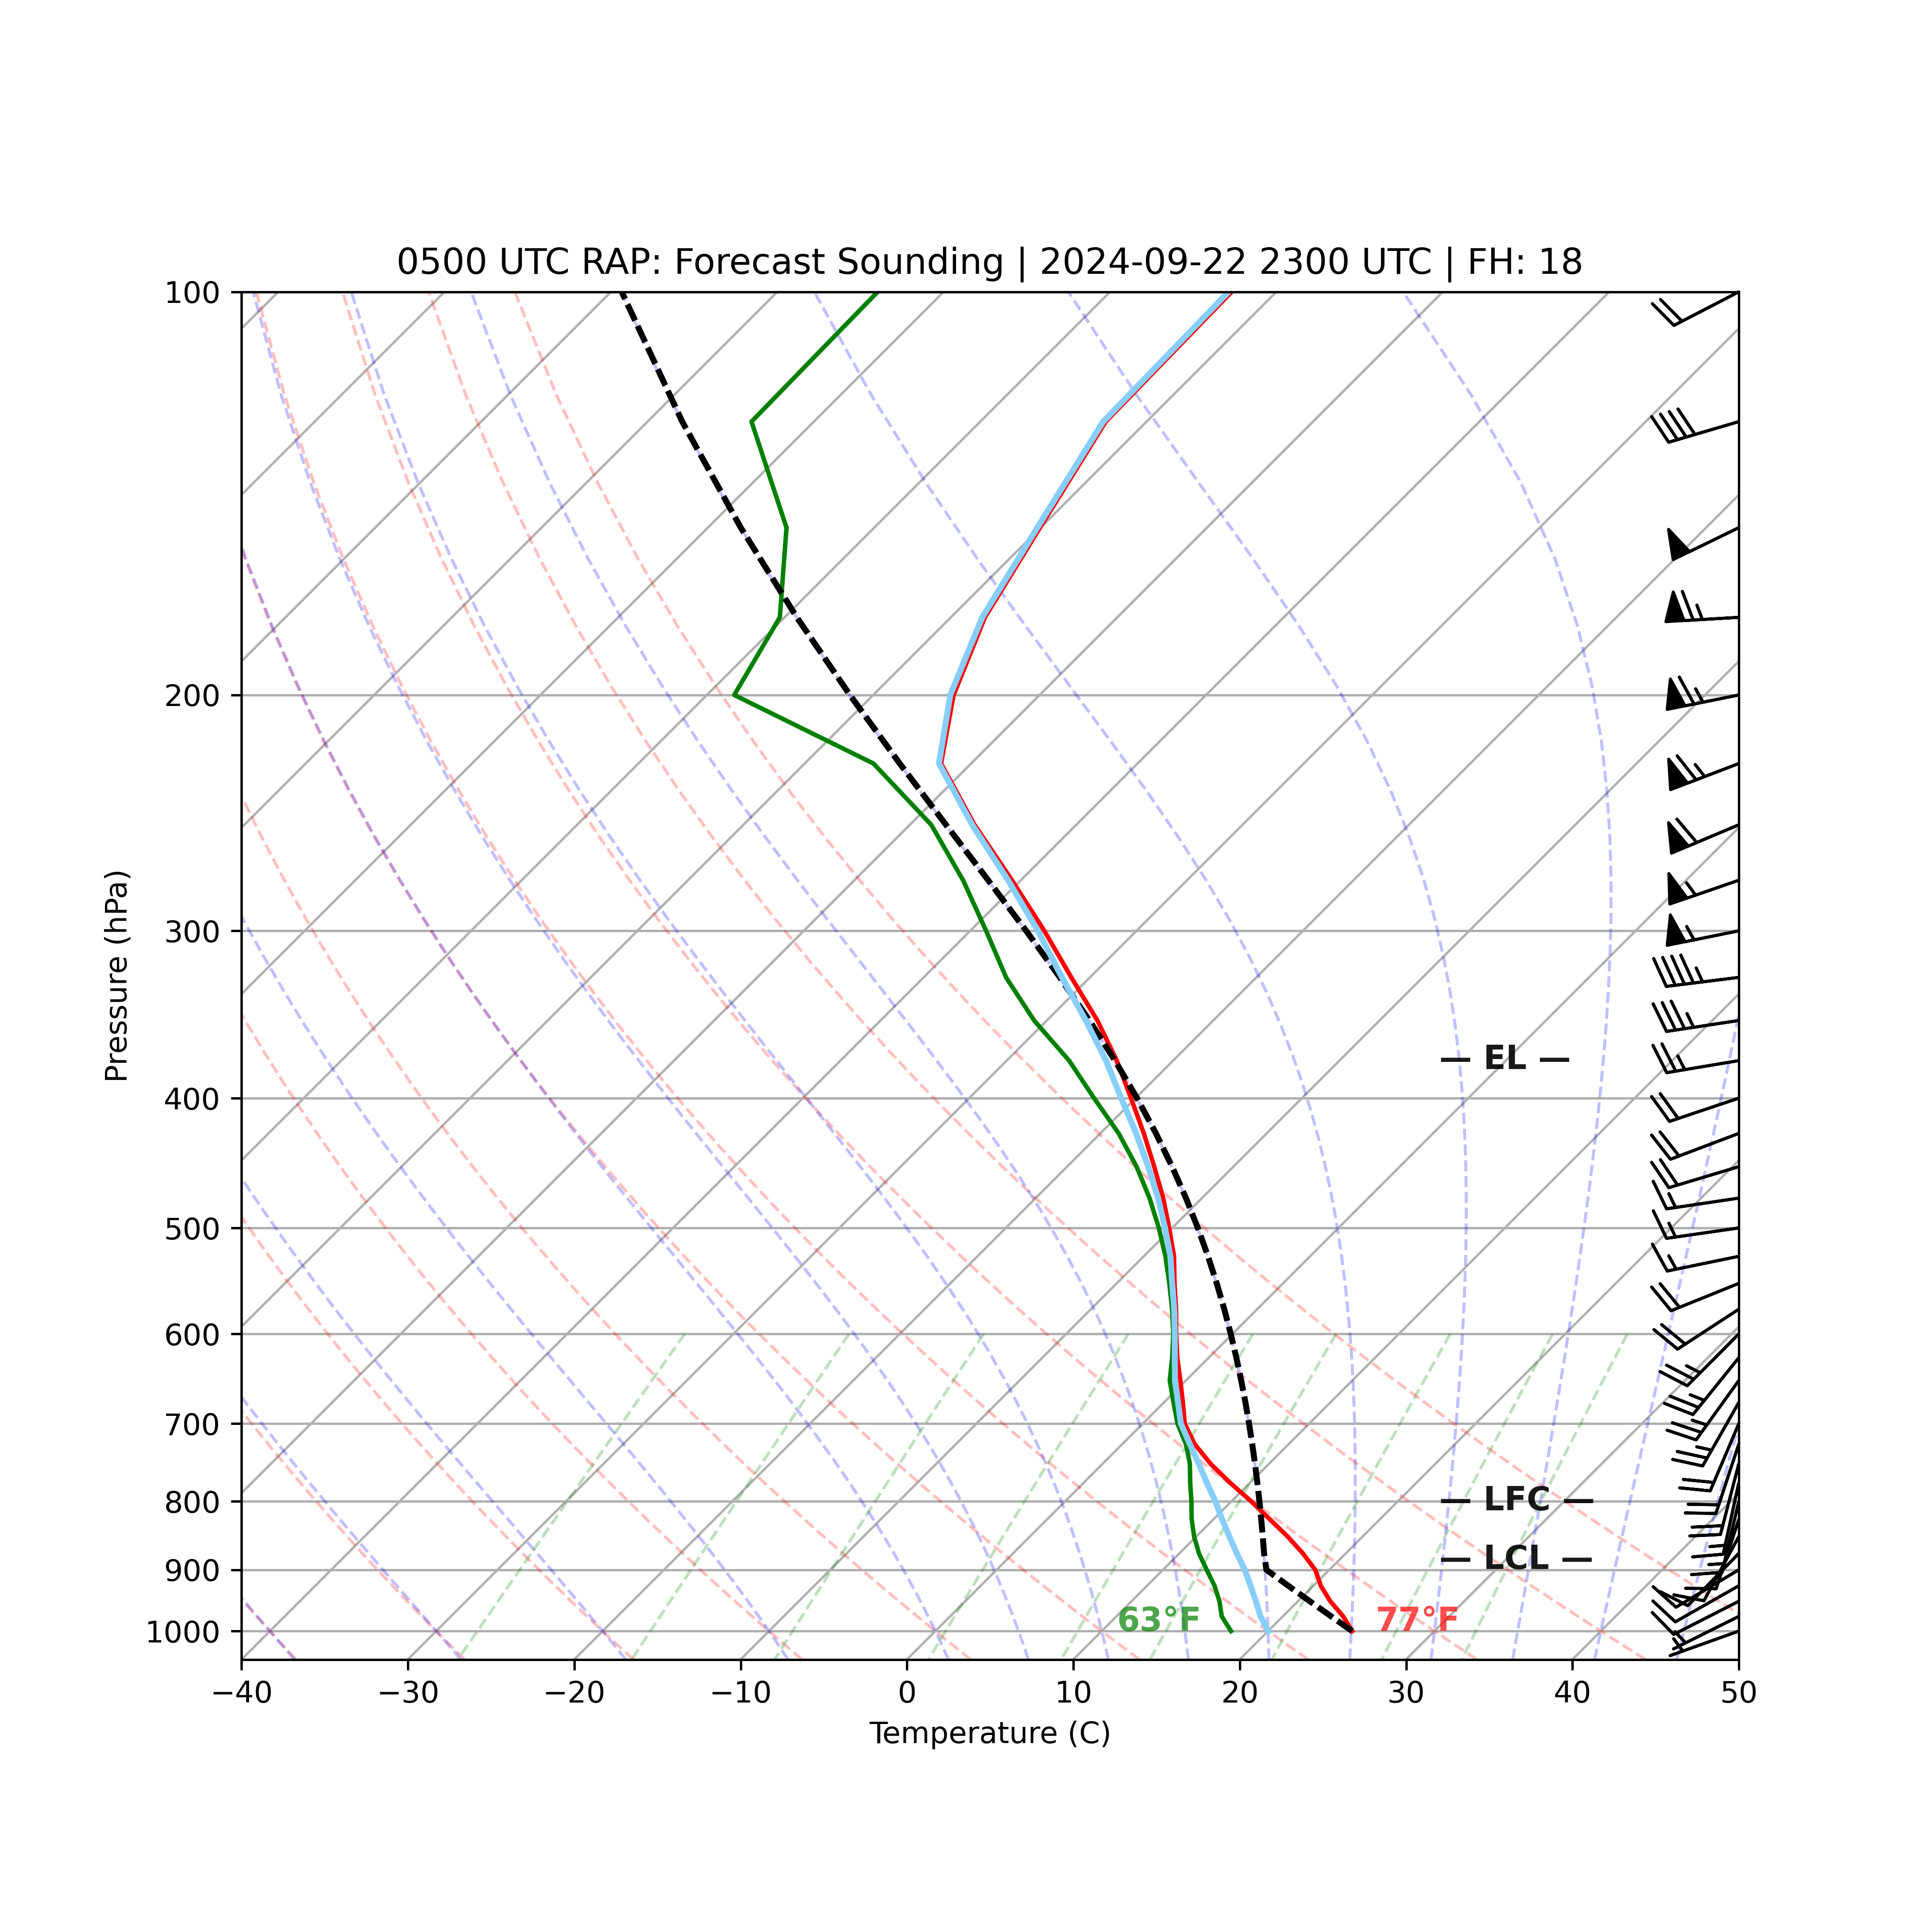 0500 UTC RAP: Forecast Sounding | 2024-09-22 2300 UTC | FH: 18
100
200
300
Pressure (hPa)
— EL —
400
500
600
700
800
— LFC —
— LCL —
900
63°F
77°F
1000
−40 −30 −20 −10 0 10 20 30 40 50
Temperature (C)